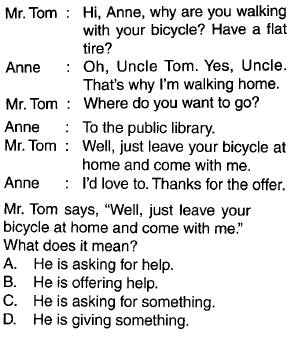 Mr. Tom : Hi, Anne, why are you walking
with your bicycle? Have a flat
tire?
Anne : Oh, Uncle Tom. Yes, Uncle.
That's why I'm walking home.
Mr. Tom : Where do you want to go?
Anne : To the public library.
Mr. Tom : Well, just leave your bicycle at
home and come with me.
Anne : I'd love to. Thanks for the offer.
Mr. Tom says, "Well, just leave your
bicycle at home and come with me."
What does it mean?
A. He is asking for help.
B. He is offering help.
C. He is asking for something.
D. He is giving something.